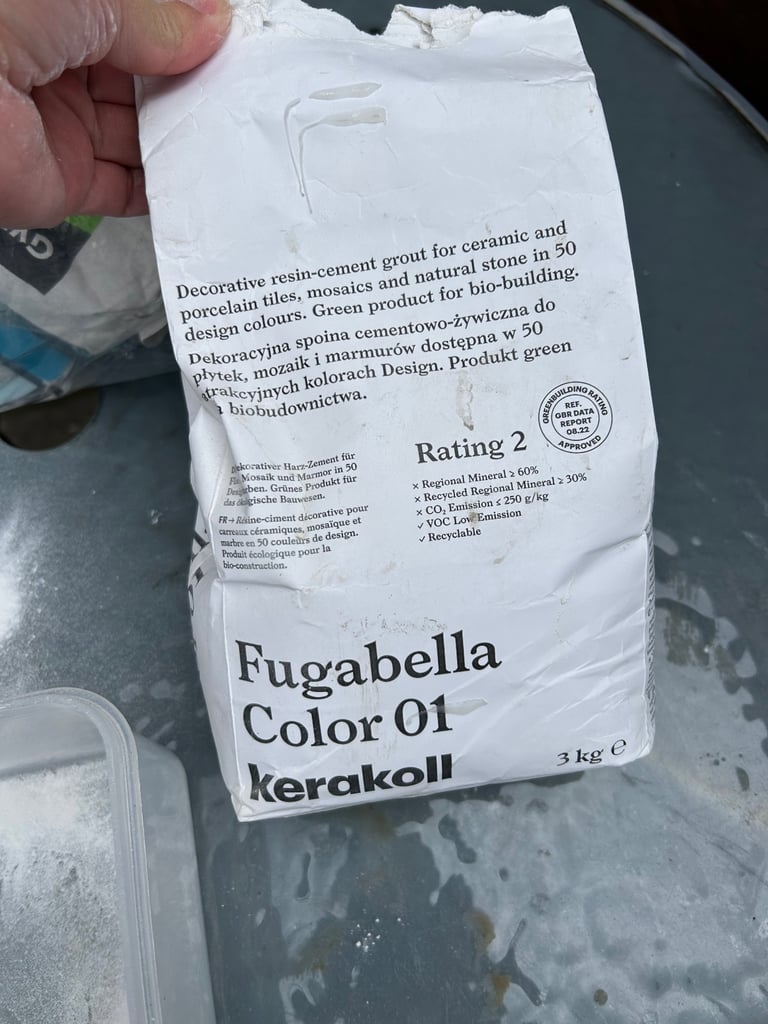 Decorative resin-cement grout for ceramic and
porcelain tiles, mosaics and natural stone in 50
design colours. Green product for bio-building.
Dekoracyjna spoina cementowo-żywiczna do
płytek, mozaik i marmurów dostępna w 50
atrakcyjnych kolorach Design. Produkt green
biobudownictwa.
GREENBUILDING RATING
REF.
GBR DATA
REPORT
08.22
APPROVED
Rating 2
× Regional Mineral ≥ 60%
× Recycled Regional Mineral ≥ 30%
× CO₂ Emission ≤ 250 g/kg
✓ VOC Low Emission
✓ Recyclable
Dekorativer Harz-Zement für
Mosaik und Marmor in 50
Grünes Produkt für
das Bauwesen.
FR → Résine-ciment décorative pour
carreaux céramiques, mosaïque et
marbre en 50 couleurs de design.
Produit écologique pour la
bio-construction.
Fugabella
Color 01
kerakoll
3 kg e